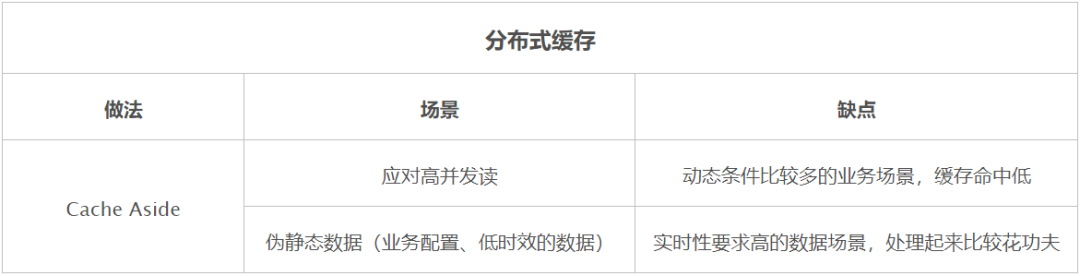 分布式缓存
做法 场景 缺点
Cache Aside
应对高并发读 动态条件比较多的业务场景，缓存命中低
伪静态数据（业务配置、低时效的数据） 实时性要求高的数据场景，处理起来比较花功夫